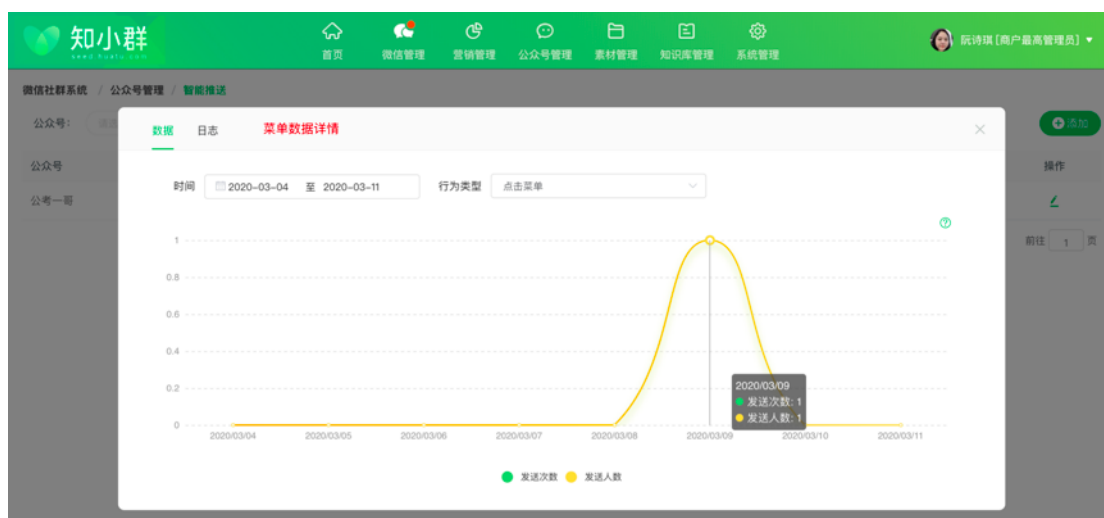 知小群
seed.huatu.com
首页
微信管理
营销管理
公众号管理
素材管理
知识库管理
系统管理
阮诗琪 [商户最高管理员]
微信社群系统 / 公众号管理 / 智能推送
公众号：
添加
数据
日志
菜单数据详情
公众号
操作
时间
2020-03-04 至 2020-03-11
行为类型
点击菜单
公考一哥
前往 1 页
1
0.8
0.6
0.4
0.2
0
2020/03/09
发送次数: 1
发送人数: 1
2020/03/04
2020/03/05
2020/03/06
2020/03/07
2020/03/08
2020/03/09
2020/03/10
2020/03/11
发送次数
发送人数